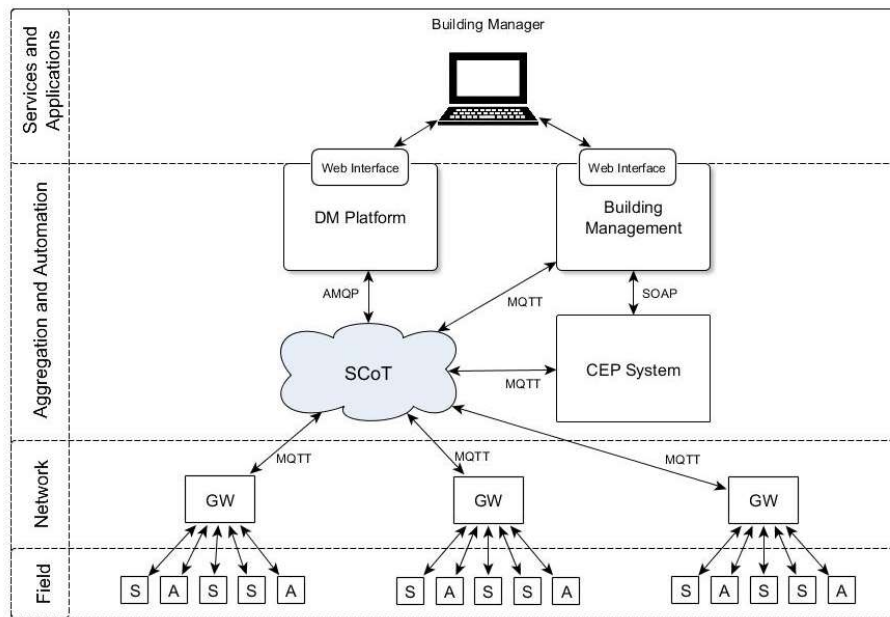 Building Manager
Services and
Applications
Web Interface
Web Interface
DM Platform
Building
Management
Aggregation and Automation
AMQP
MQTT
SOAP
SCoT
MQTT
CEP System
MQTT
MQTT
MQTT
Network
GW
GW
GW
Field
S A S S A
S A S S A
S A S S A